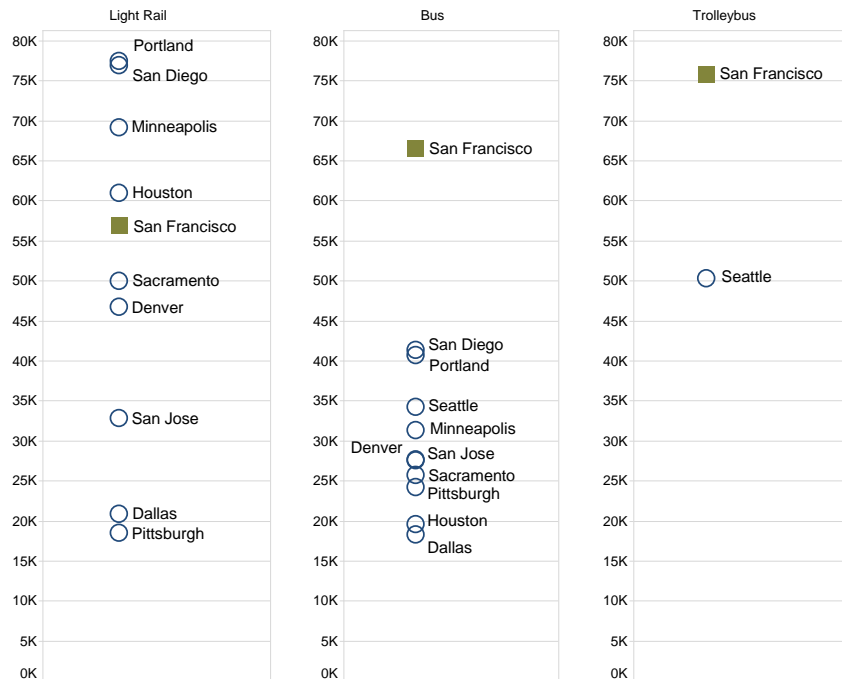 Light Rail
80K
75K
70K
65K
60K
55K
50K
45K
40K
35K
30K
25K
20K
15K
10K
5K
0K
Portland
San Diego
Minneapolis
Houston
San Francisco
Sacramento
Denver
San Jose
Dallas
Pittsburgh
Bus
80K
75K
70K
65K
60K
55K
50K
45K
40K
35K
30K
25K
20K
15K
10K
5K
0K
San Francisco
San Diego
Portland
Seattle
Minneapolis
Denver
San Jose
Sacramento
Pittsburgh
Houston
Dallas
Trolleybus
80K
75K
70K
65K
60K
55K
50K
45K
40K
35K
30K
25K
20K
15K
10K
5K
0K
San Francisco
Seattle